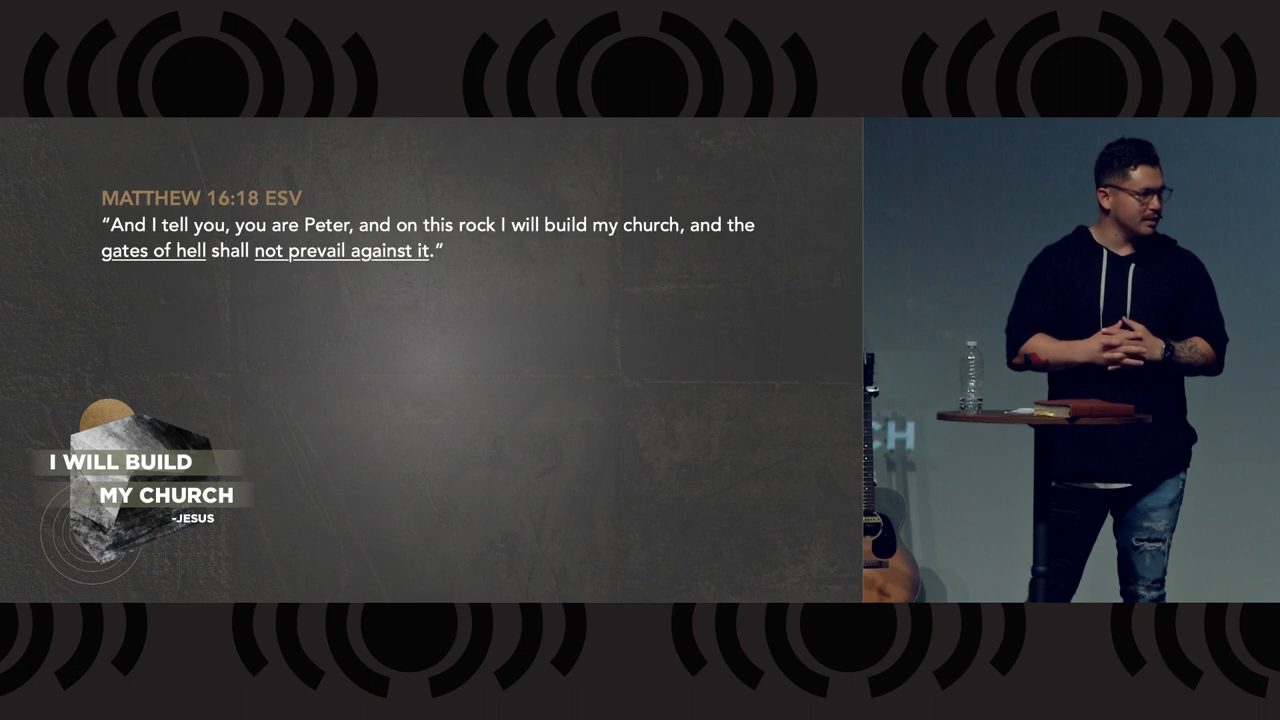 MATTHEW 16:18 ESV
“And I tell you, you are Peter, and on this rock I will build my church, and the
gates of hell shall not prevail against it.”
I WILL BUILD
MY CHURCH
-JESUS
CH